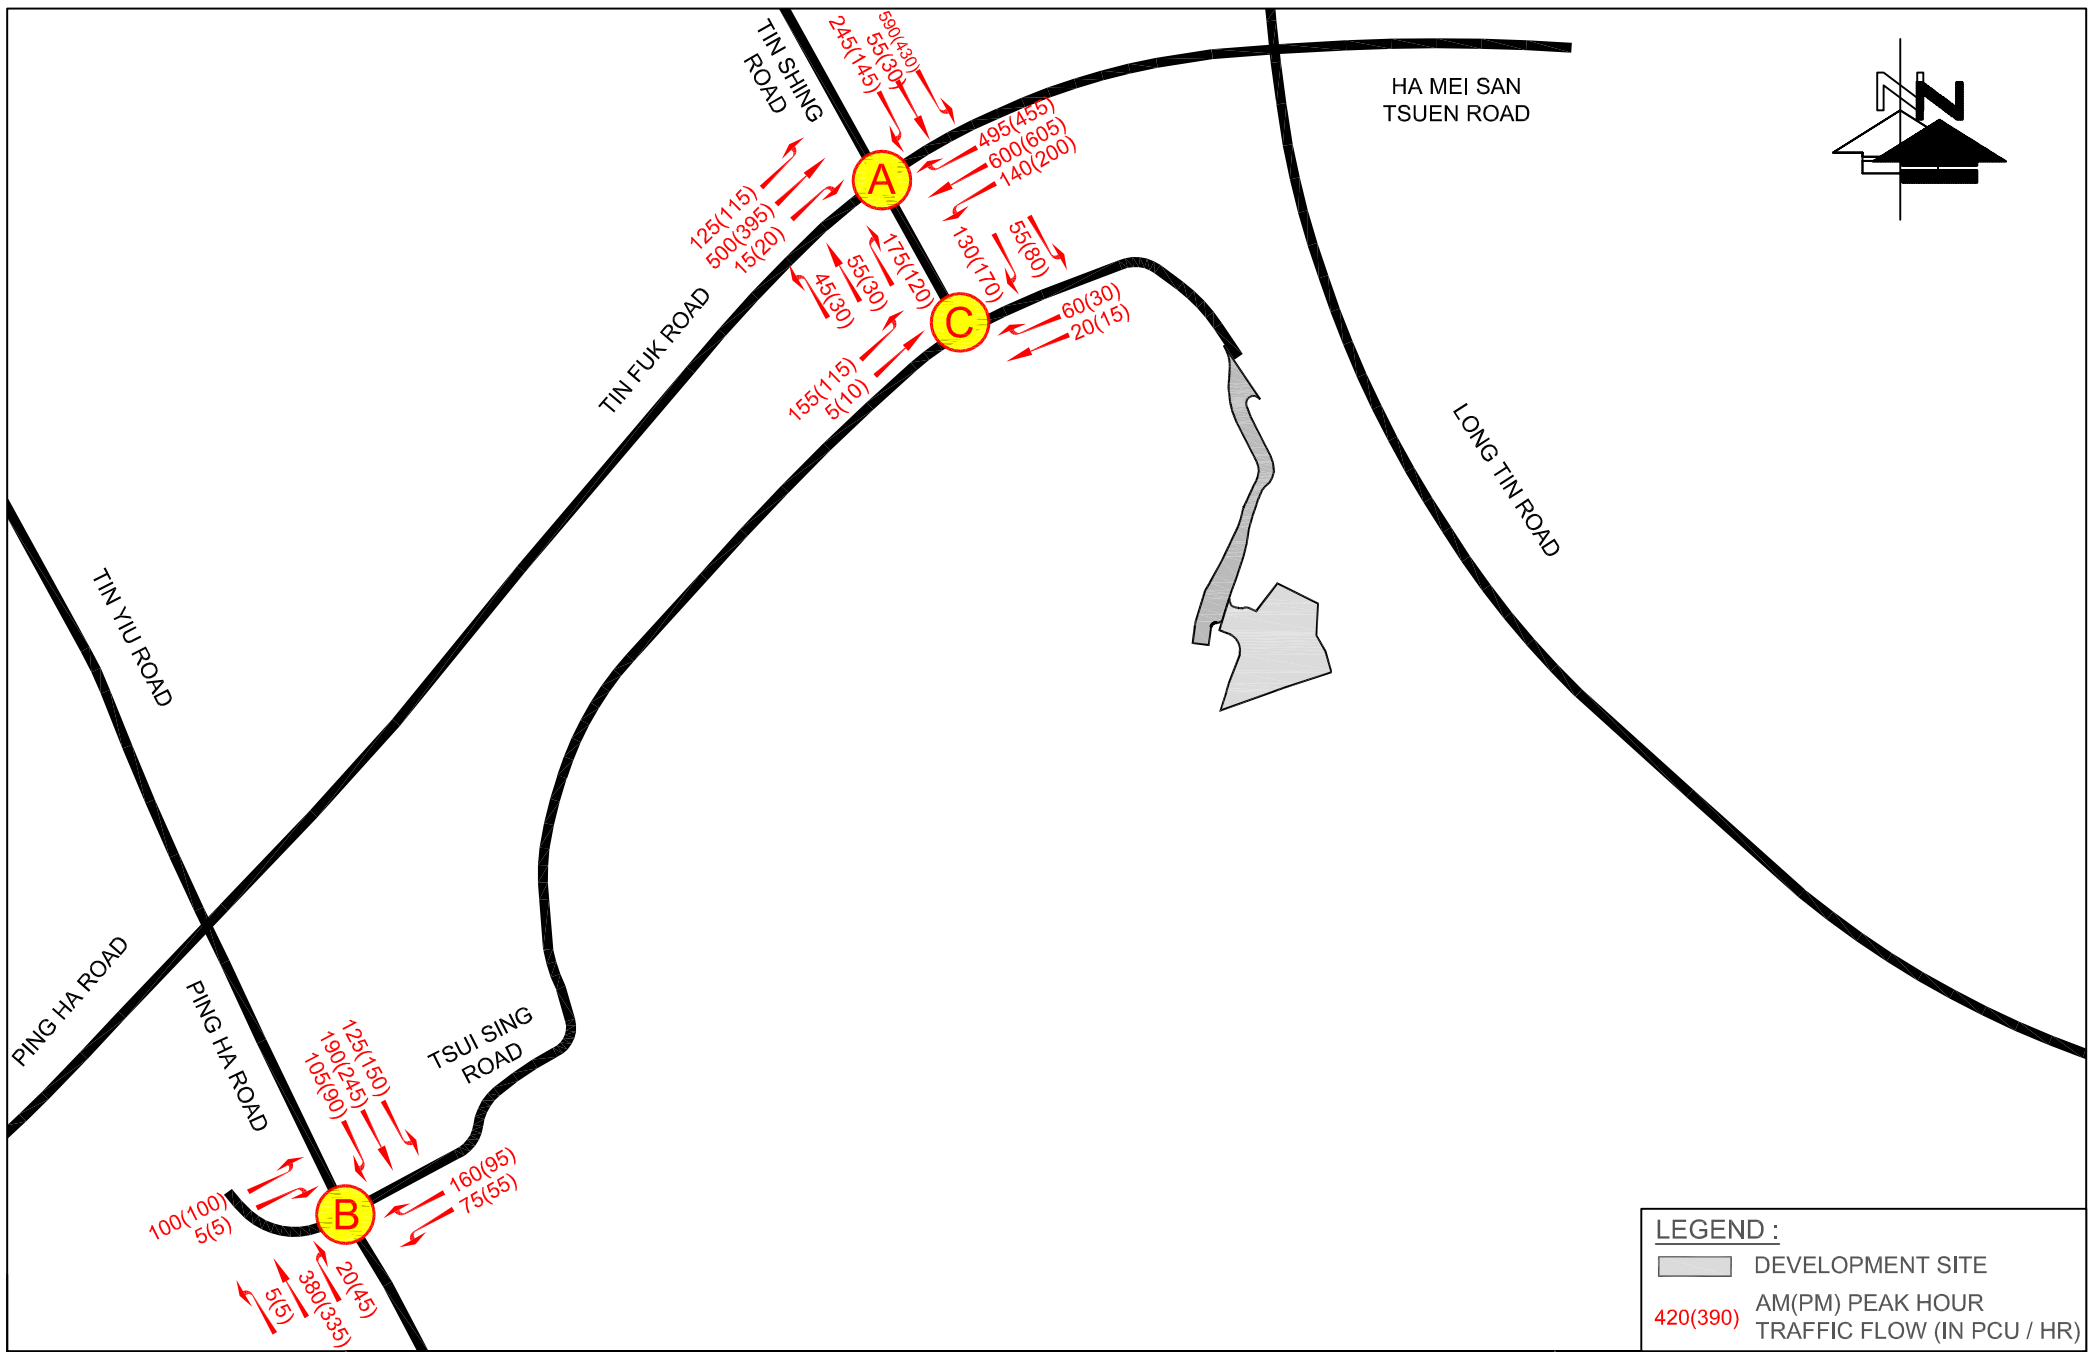 TIN SHING
ROAD
590(430)
55(30)
245(145)
HA MEI SAN
TSUEN ROAD
N
495(455)
600(605)
140(200)
A
125(115)
500(395)
15(20)
45(30)
55(30)
175(120)
130(170)
55(80)
C
60(30)
20(15)
155(115)
5(10)
TIN FUK ROAD
LONG TIN ROAD
TIN YIU ROAD
PING HA ROAD
PING HA ROAD
TSUI SING
ROAD
125(150)
190(245)
105(90)
160(95)
75(55)
B
100(100)
5(5)
5(5)
380(335)
20(45)
LEGEND :
DEVELOPMENT SITE
420(390)
AM(PM) PEAK HOUR
TRAFFIC FLOW (IN PCU / HR)